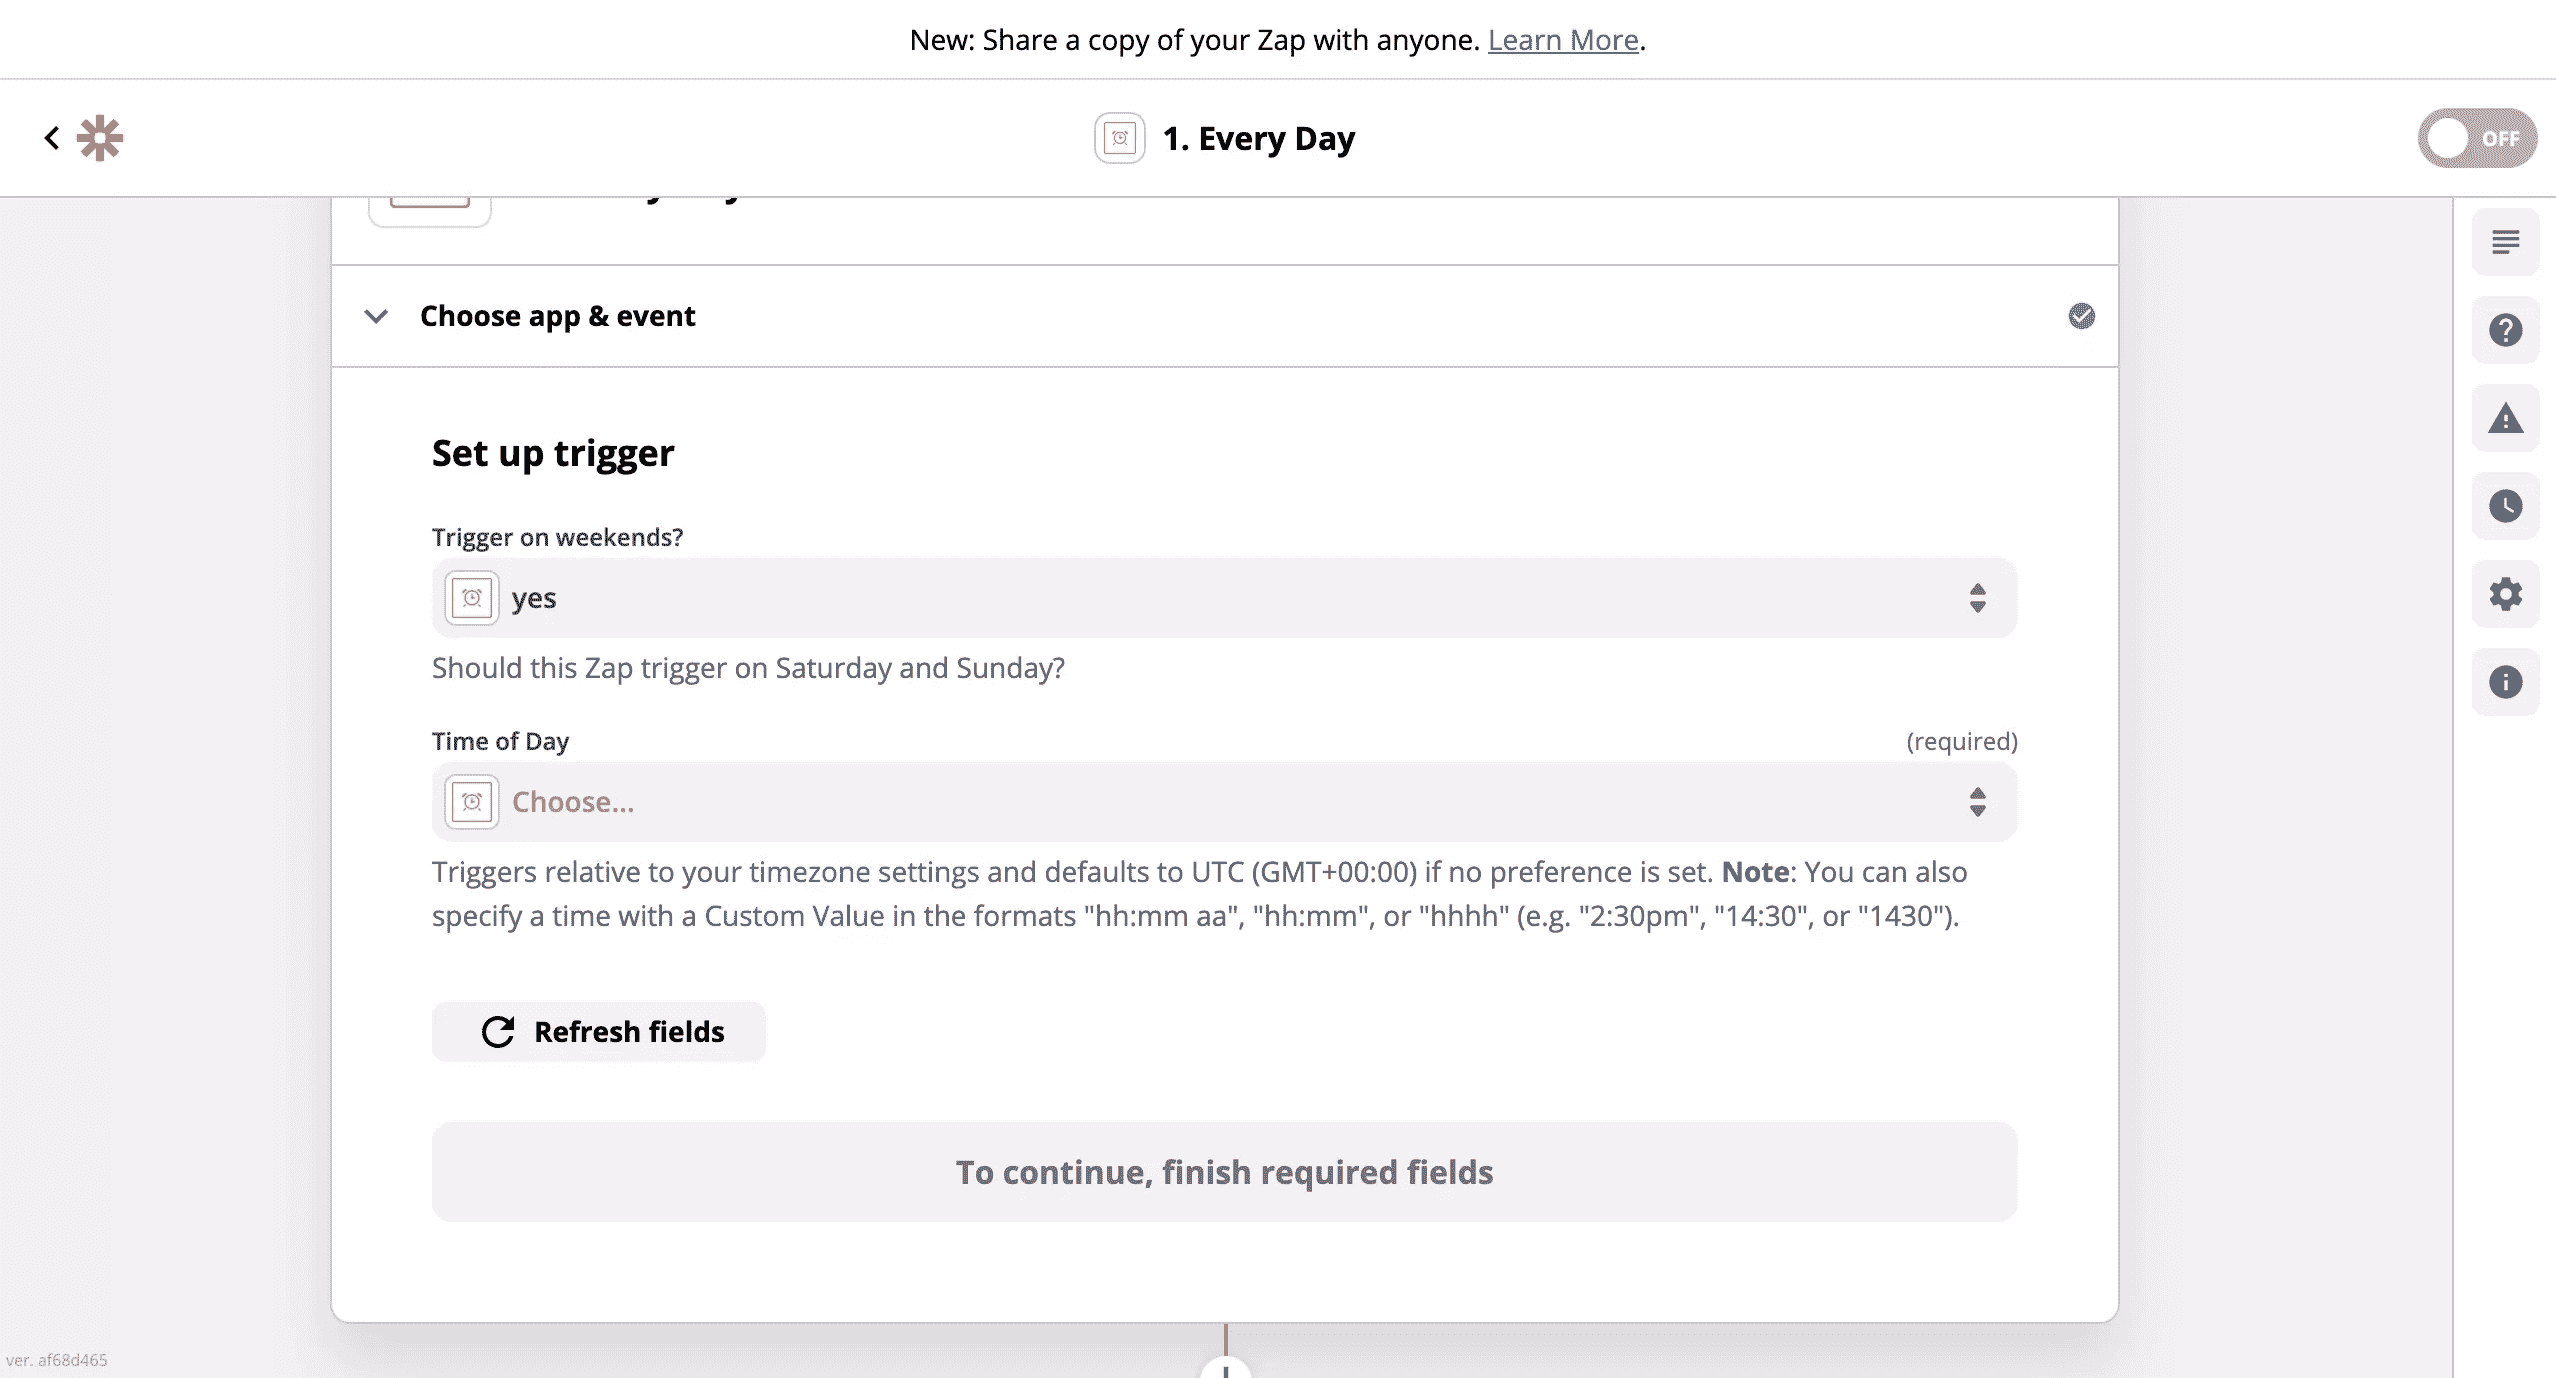 New: Share a copy of your Zap with anyone. Learn More.
1. Every Day
OFF
Choose app & event
Set up trigger
Trigger on weekends?
yes
Should this Zap trigger on Saturday and Sunday?
Time of Day (required)
Choose...
Triggers relative to your timezone settings and defaults to UTC (GMT+00:00) if no preference is set. Note: You can also
specify a time with a Custom Value in the formats "hh:mm aa", "hh:mm", or "hhhh" (e.g. "2:30pm", "14:30", or "1430").
Refresh fields
To continue, finish required fields
ver. af68d465